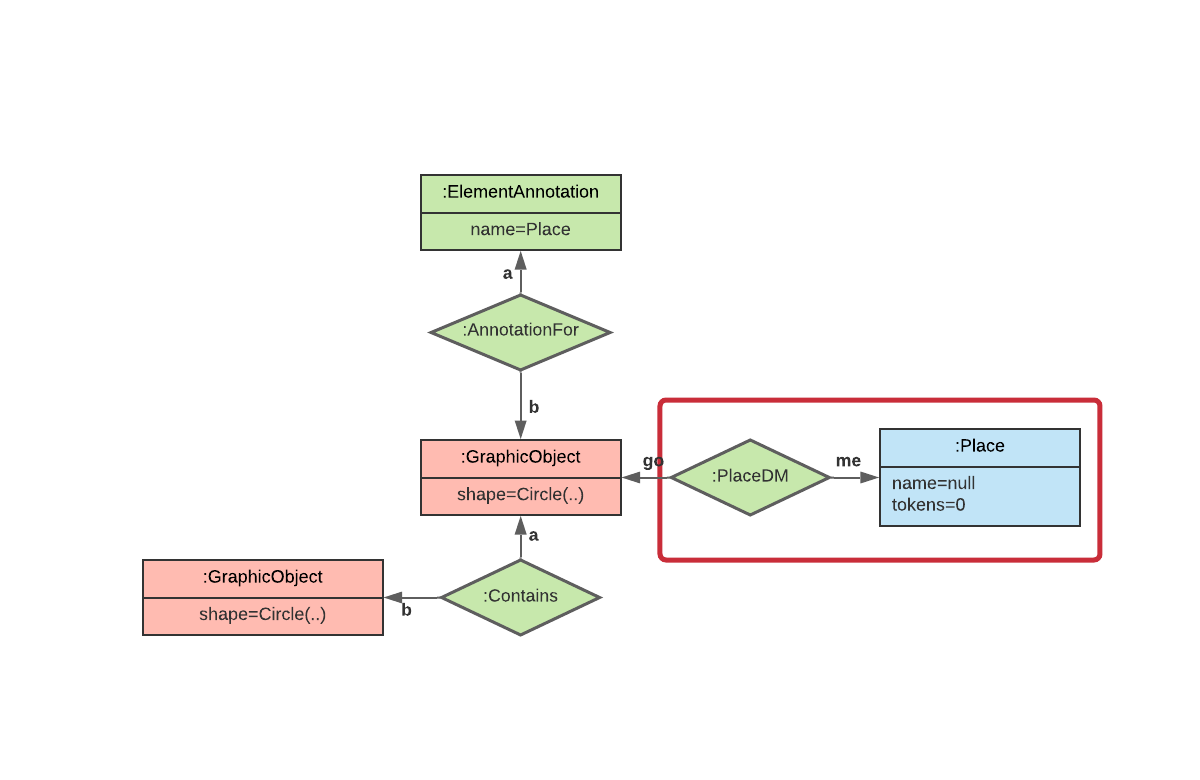 :ElementAnnotation
name=Place
a
:AnnotationFor
b
:GraphicObject
shape=Circle(..)
go
:PlaceDM
me
:Place
name=null
tokens=0
a
:Contains
b
:GraphicObject
shape=Circle(..)